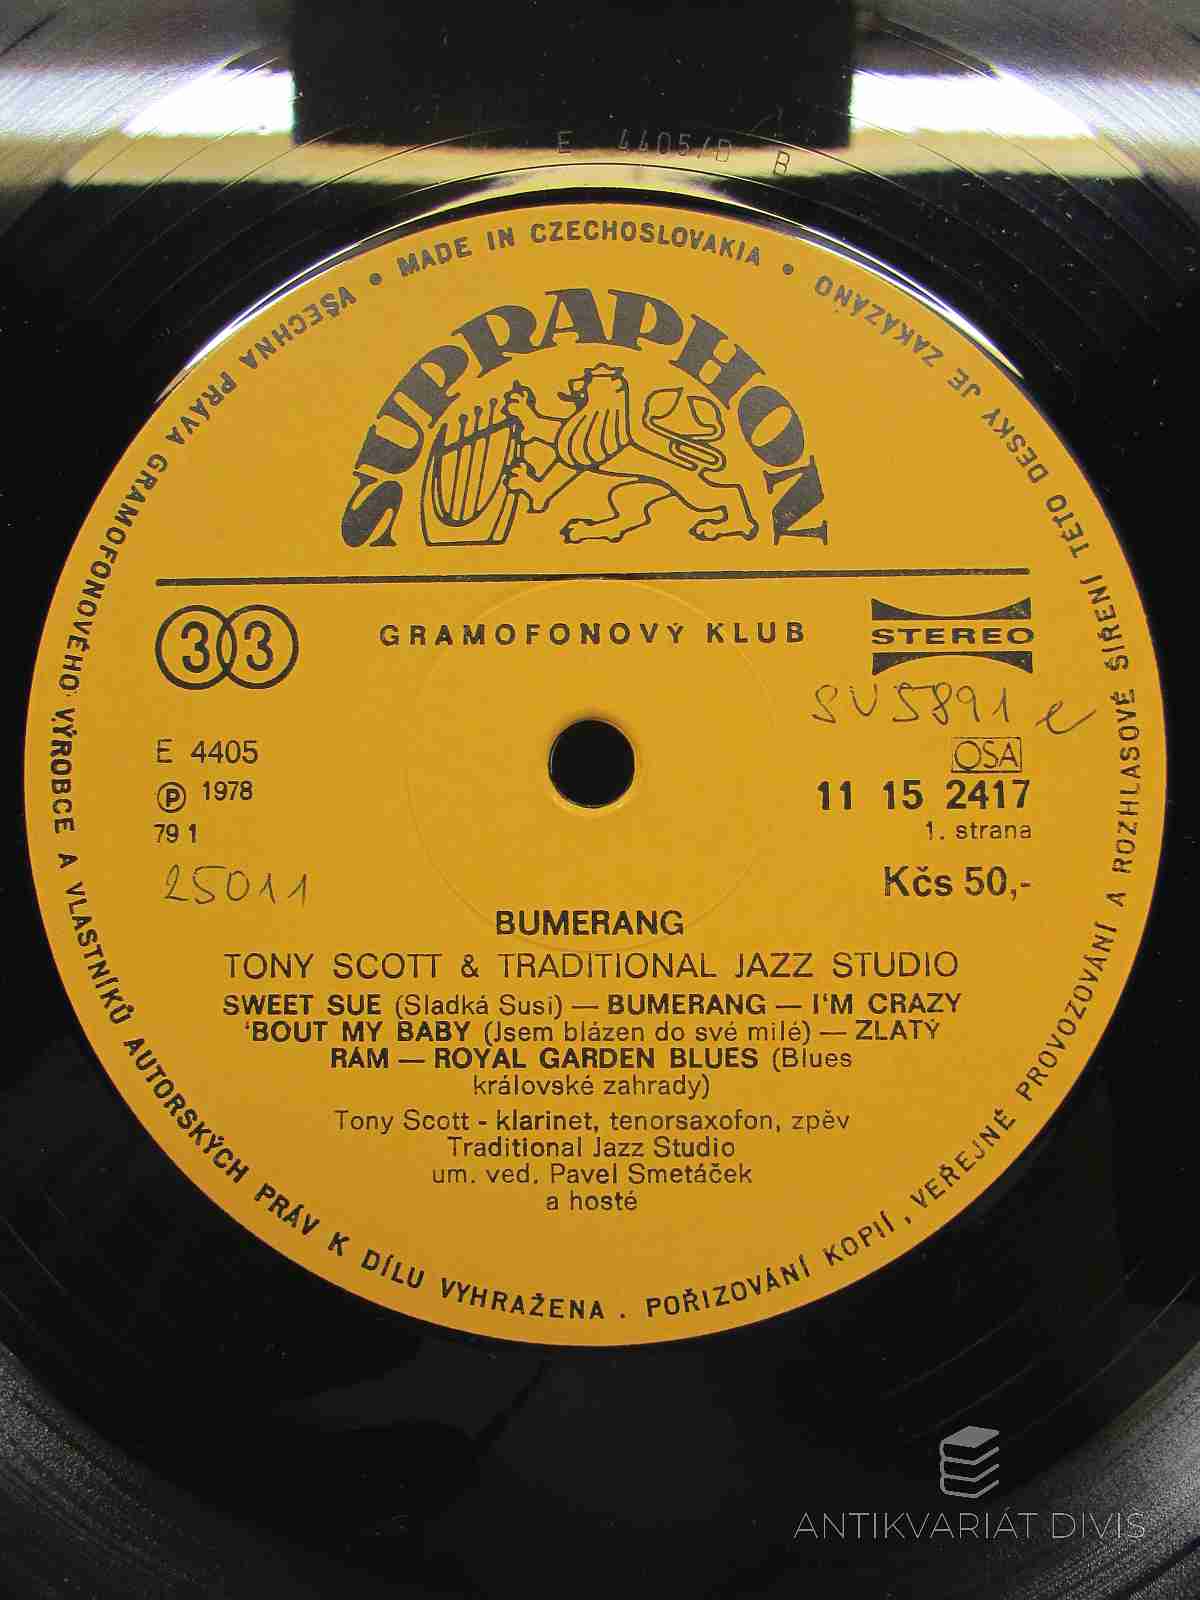 E 4405/D B
• MADE IN CZECHOSLOVAKIA •
VŠECHNA PRÁVA GRAMOFONOVÉHO VÝROBCE A VLASTNÍKŮ AUTORSKÝCH PRÁV K DÍLU VYHRAŽENA . POŘIZOVÁNÍ KOPIÍ, VEŘEJNÉ PROVOZOVÁNÍ A ROZHLASOVÉ ŠÍŘENÍ TÉTO DESKY JE ZAKÁZÁNO
SUPRAPHON
33
GRAMOFONOVÝ KLUB
STEREO
SV 5891 e
E 4405
OSA
Ⓟ 1978
11 15 2417
79 1
1. strana
25011
Kčs 50,-
BUMERANG
TONY SCOTT & TRADITIONAL JAZZ STUDIO
SWEET SUE (Sladká Susi) — BUMERANG — I'M CRAZY
'BOUT MY BABY (Jsem blázen do své milé) — ZLATÝ
RÁM — ROYAL GARDEN BLUES (Blues
královské zahrady)
Tony Scott - klarinet, tenorsaxofon, zpěv
Traditional Jazz Studio
um. ved. Pavel Smetáček
a hosté
ANTIKVARIÁT DIVIS